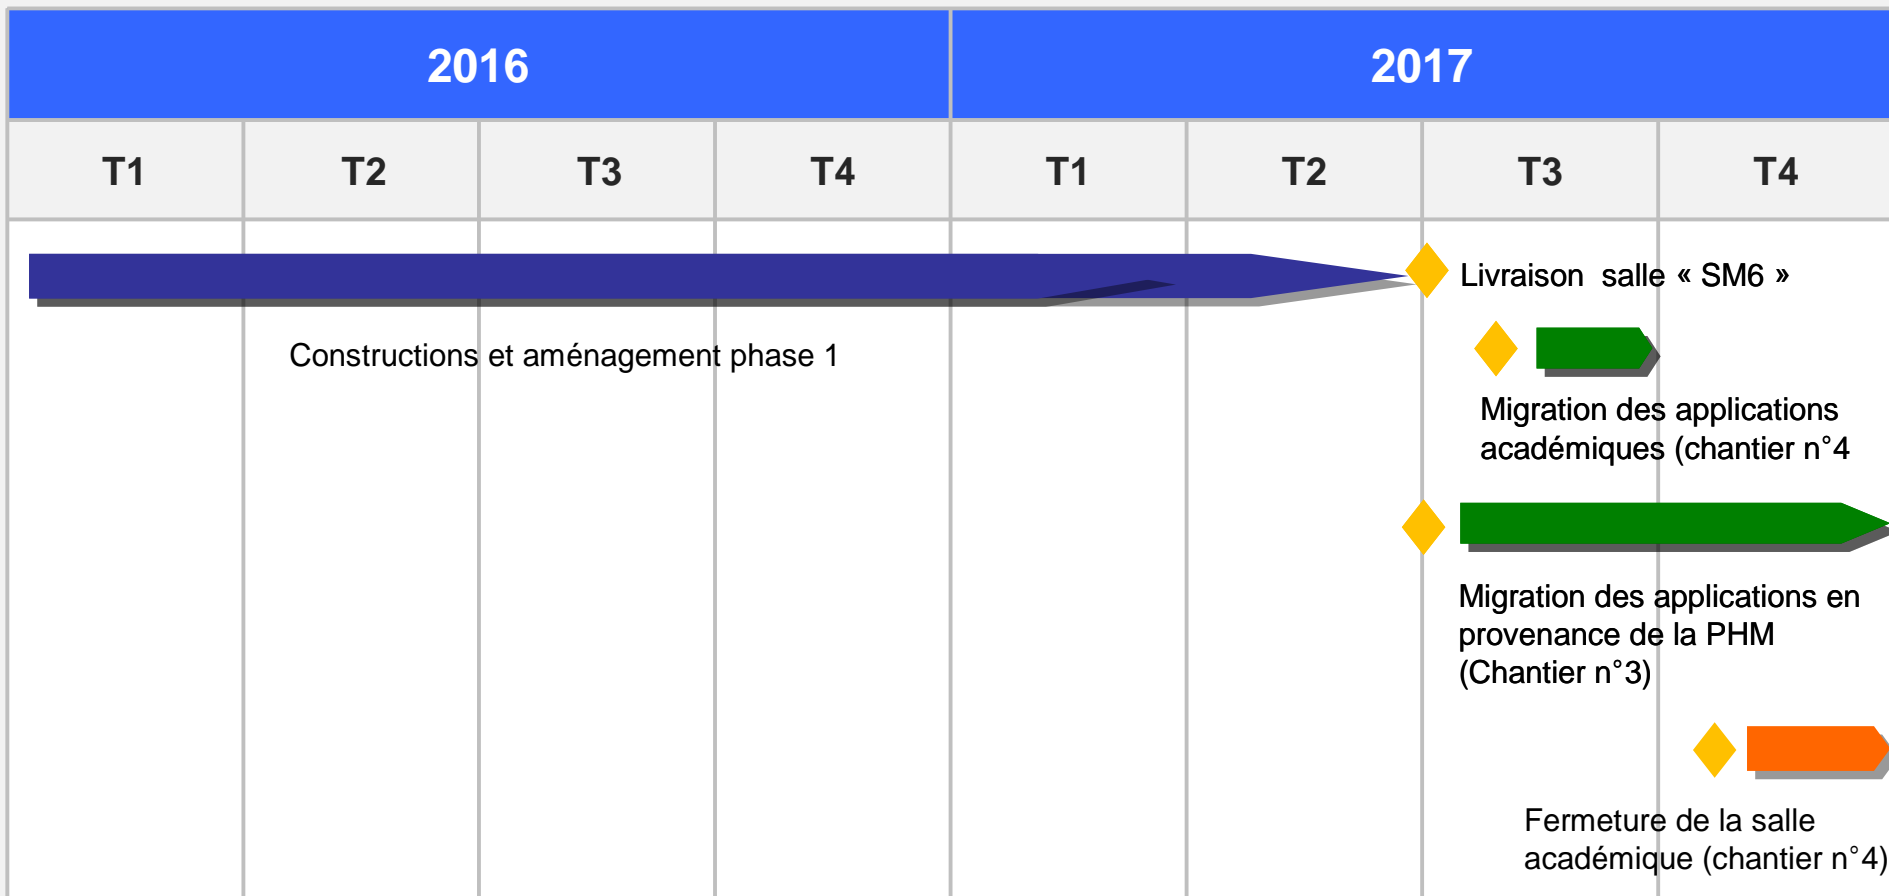 2016 2017
T1 T2 T3 T4 T1 T2 T3 T4
Livraison salle « SM6 »
Constructions et aménagement phase 1
Migration des applications
académiques (chantier n°4
Migration des applications en
provenance de la PHM
(Chantier n°3)
Fermeture de la salle
académique (chantier n°4)